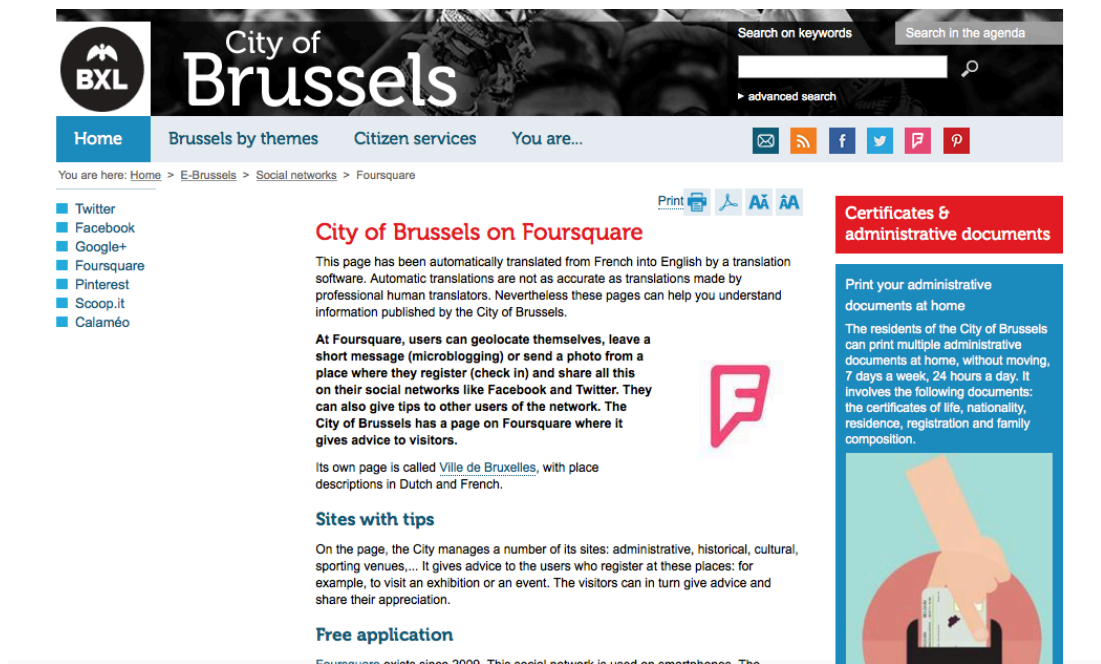 BXL
City of
Brussels
Search on keywords
Search in the agenda
advanced search
Home
Brussels by themes
Citizen services
You are...
You are here: Home > E-Brussels > Social networks > Foursquare
Twitter
Facebook
Google+
Foursquare
Pinterest
Scoop.it
Calaméo
Print
City of Brussels on Foursquare
This page has been automatically translated from French into English by a translation
software. Automatic translations are not as accurate as translations made by
professional human translators. Nevertheless these pages can help you understand
information published by the City of Brussels.
At Foursquare, users can geolocate themselves, leave a
short message (microblogging) or send a photo from a
place where they register (check in) and share all this
on their social networks like Facebook and Twitter. They
can also give tips to other users of the network. The
City of Brussels has a page on Foursquare where it
gives advice to visitors.
Its own page is called Ville de Bruxelles, with place
descriptions in Dutch and French.
Sites with tips
On the page, the City manages a number of its sites: administrative, historical, cultural,
sporting venues,... It gives advice to the users who register at these places: for
example, to visit an exhibition or an event. The visitors can in turn give advice and
share their appreciation.
Free application
Foursquare exists since 2009. This social network is used on smartphones. The
Certificates &
administrative documents
Print your administrative
documents at home
The residents of the City of Brussels
can print multiple administrative
documents at home, without moving,
7 days a week, 24 hours a day. It
involves the following documents:
the certificates of life, nationality,
residence, registration and family
composition.